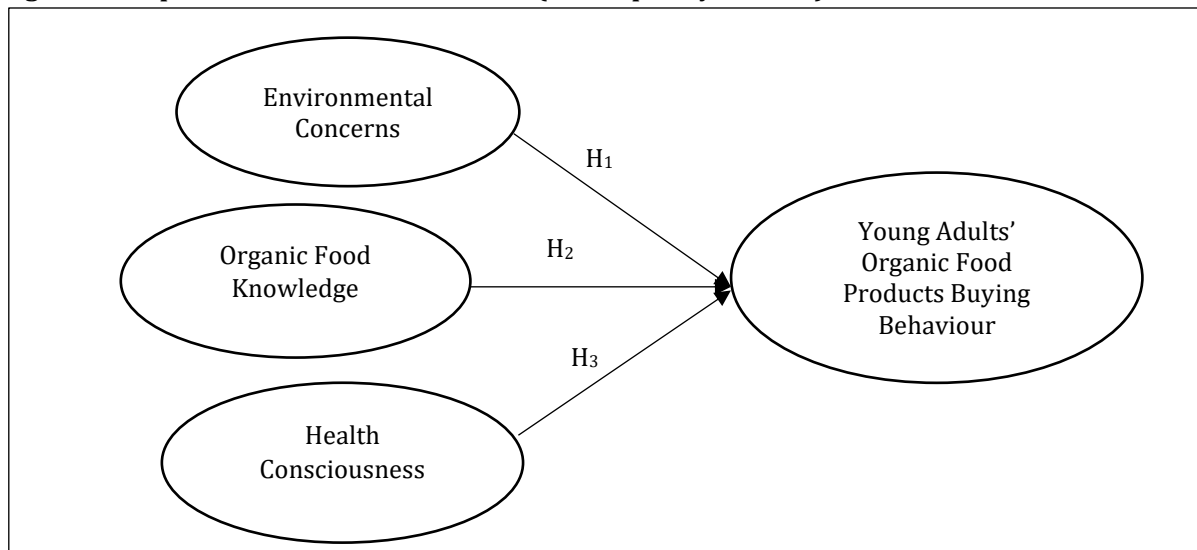 Environmental
Concerns
H1
Organic Food
Knowledge
H2
Young Adults’
Organic Food
Products Buying
Behaviour
H3
Health
Consciousness